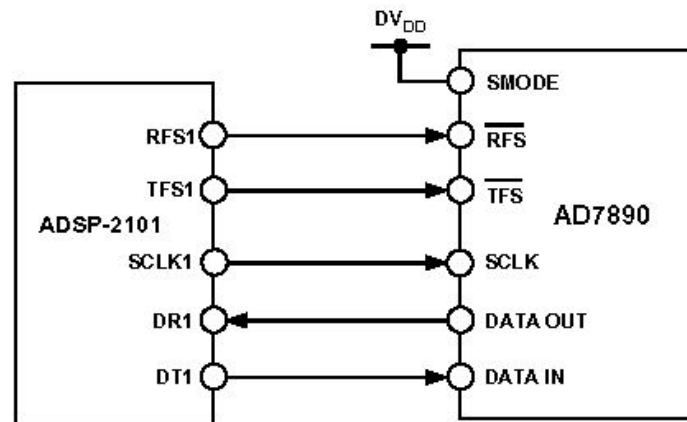 DVDD
SMODE
RFS1
RFS
TFS1
TFS
ADSP-2101
AD7890
SCLK1
SCLK
DR1
DATA OUT
DT1
DATA IN